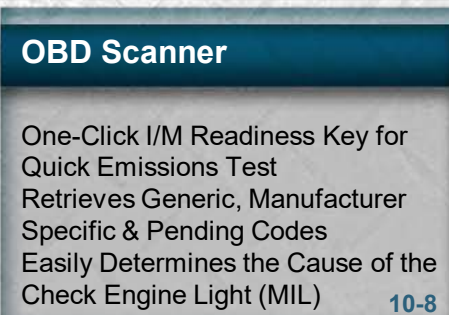 OBD Scanner
One-Click I/M Readiness Key for
Quick Emissions Test
Retrieves Generic, Manufacturer
Specific & Pending Codes
Easily Determines the Cause of the
Check Engine Light (MIL)
10-8